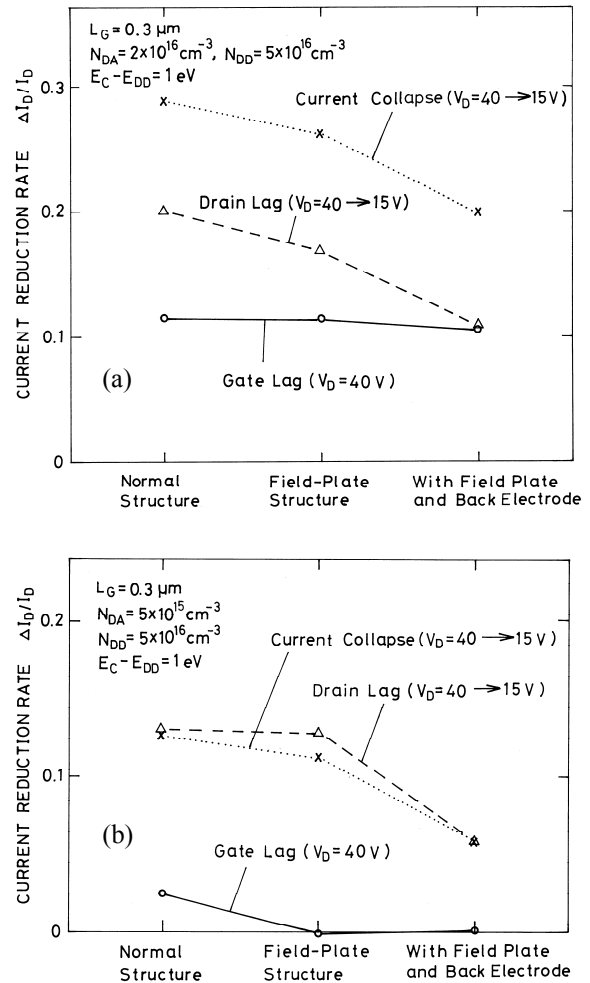 L_G = 0.3 μm
N_DA = 2×10^16 cm^-3, N_DD = 5×10^16 cm^-3
E_C − E_DD = 1 eV
0.3
0.2
0.1
0
CURRENT REDUCTION RATE ΔI_D/I_D
Current Collapse (V_D = 40 → 15V)
Drain Lag (V_D = 40 → 15V)
Gate Lag (V_D = 40 V)
(a)
Normal
Structure
Field-Plate
Structure
With Field Plate
and Back Electrode
L_G = 0.3 μm
N_DA = 5×10^15 cm^-3
N_DD = 5×10^16 cm^-3
E_C − E_DD = 1 eV
0.2
0.1
0
CURRENT REDUCTION RATE ΔI_D/I_D
Current Collapse (V_D = 40 → 15V)
Drain Lag (V_D = 40 → 15V)
(b)
Gate Lag (V_D = 40 V)
Normal
Structure
Field-Plate
Structure
With Field Plate
and Back Electrode